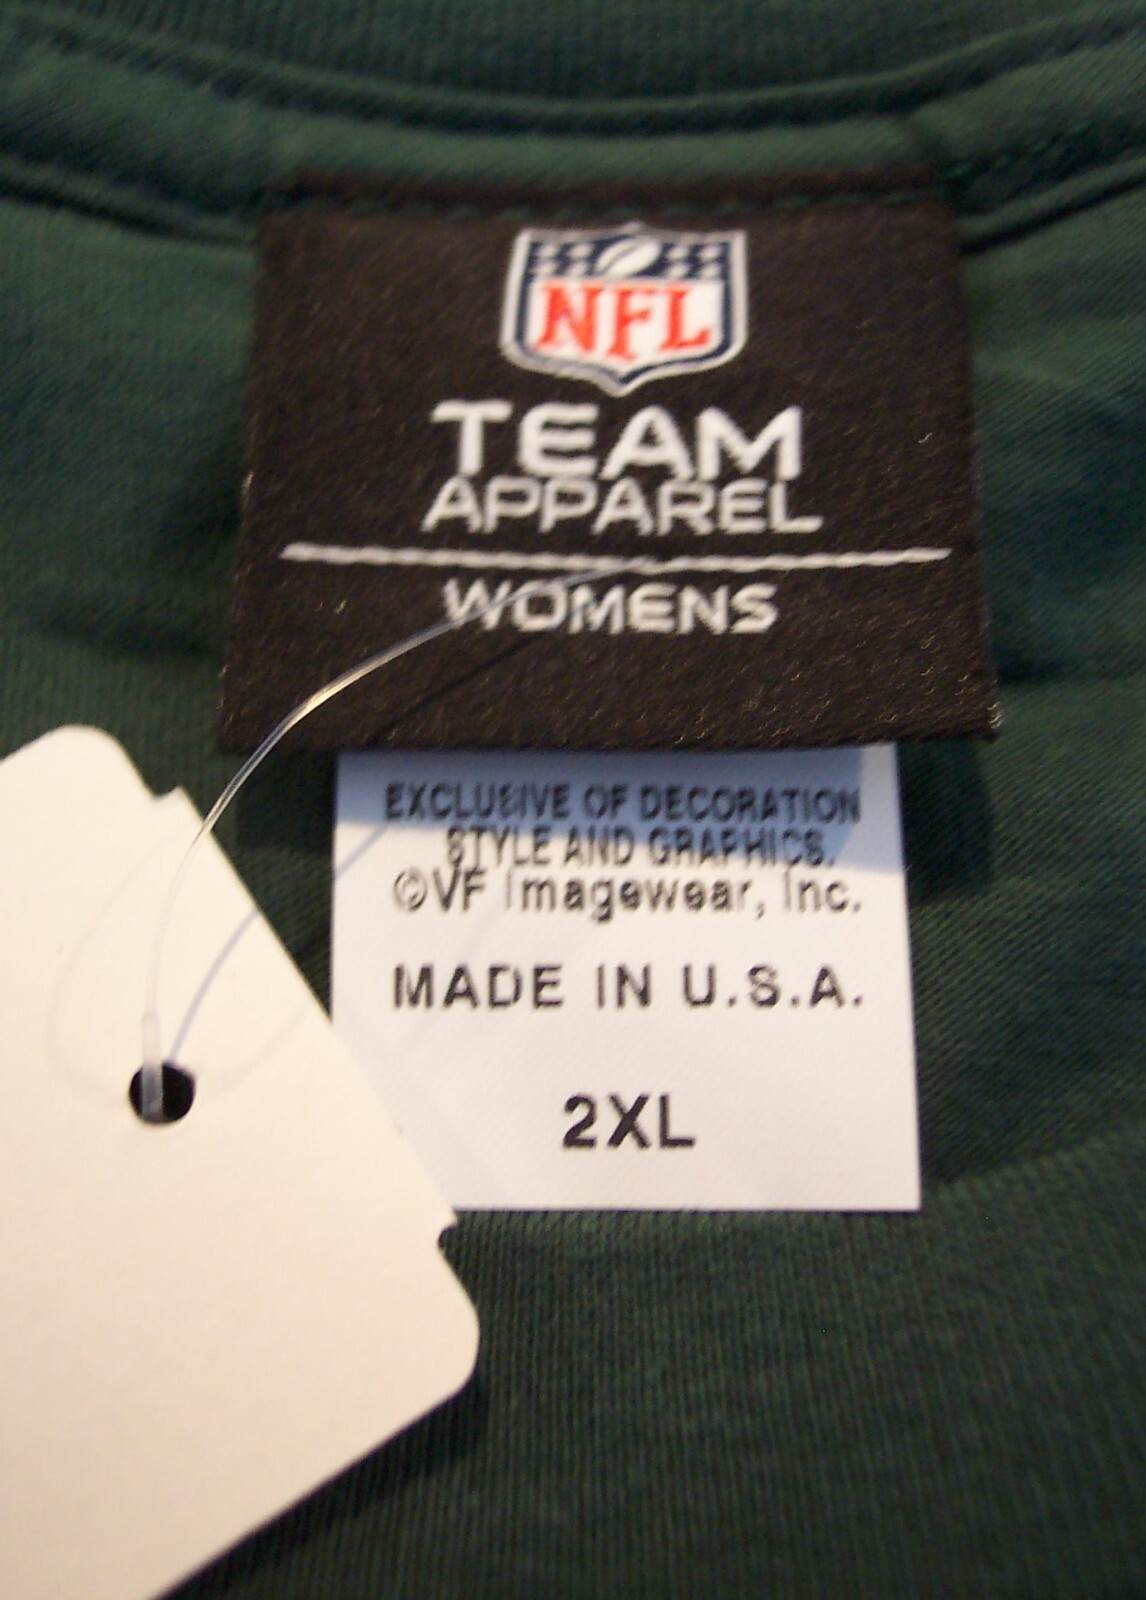 NFL
TEAM
APPAREL
WOMENS
EXCLUSIVE OF DECORATION
STYLE AND GRAPHICS.
©VF Imagewear, Inc.
MADE IN U.S.A.
2XL